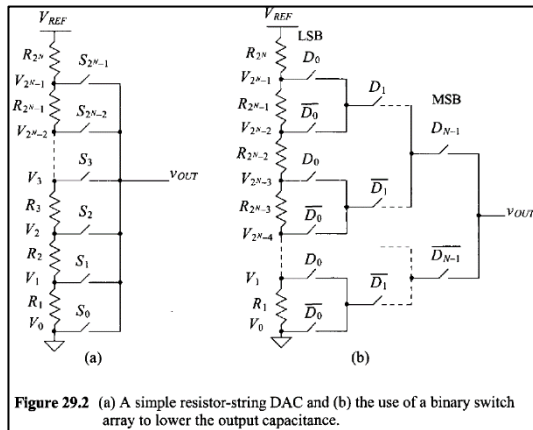 V_REF
R_2^N
S_2^N-1
V_2^N-1
R_2^N-1
S_2^N-2
V_2^N-2
S_3
V_3
R_3
S_2
V_2
R_2
S_1
V_1
R_1
S_0
V_0
v_OUT
(a)
V_REF
LSB
R_2^N
D_0
V_2^N-1
D_1
MSB
R_2^N-1
D̅_0
V_2^N-2
D_N-1
R_2^N-2
D_0
V_2^N-3
D̅_1
R_2^N-3
D̅_0
V_2^N-4
v_OUT
D_0
V_1
D̅_1
D̅_N-1
R_1
D̅_0
V_0
(b)
Figure 29.2 (a) A simple resistor-string DAC and (b) the use of a binary switch
array to lower the output capacitance.